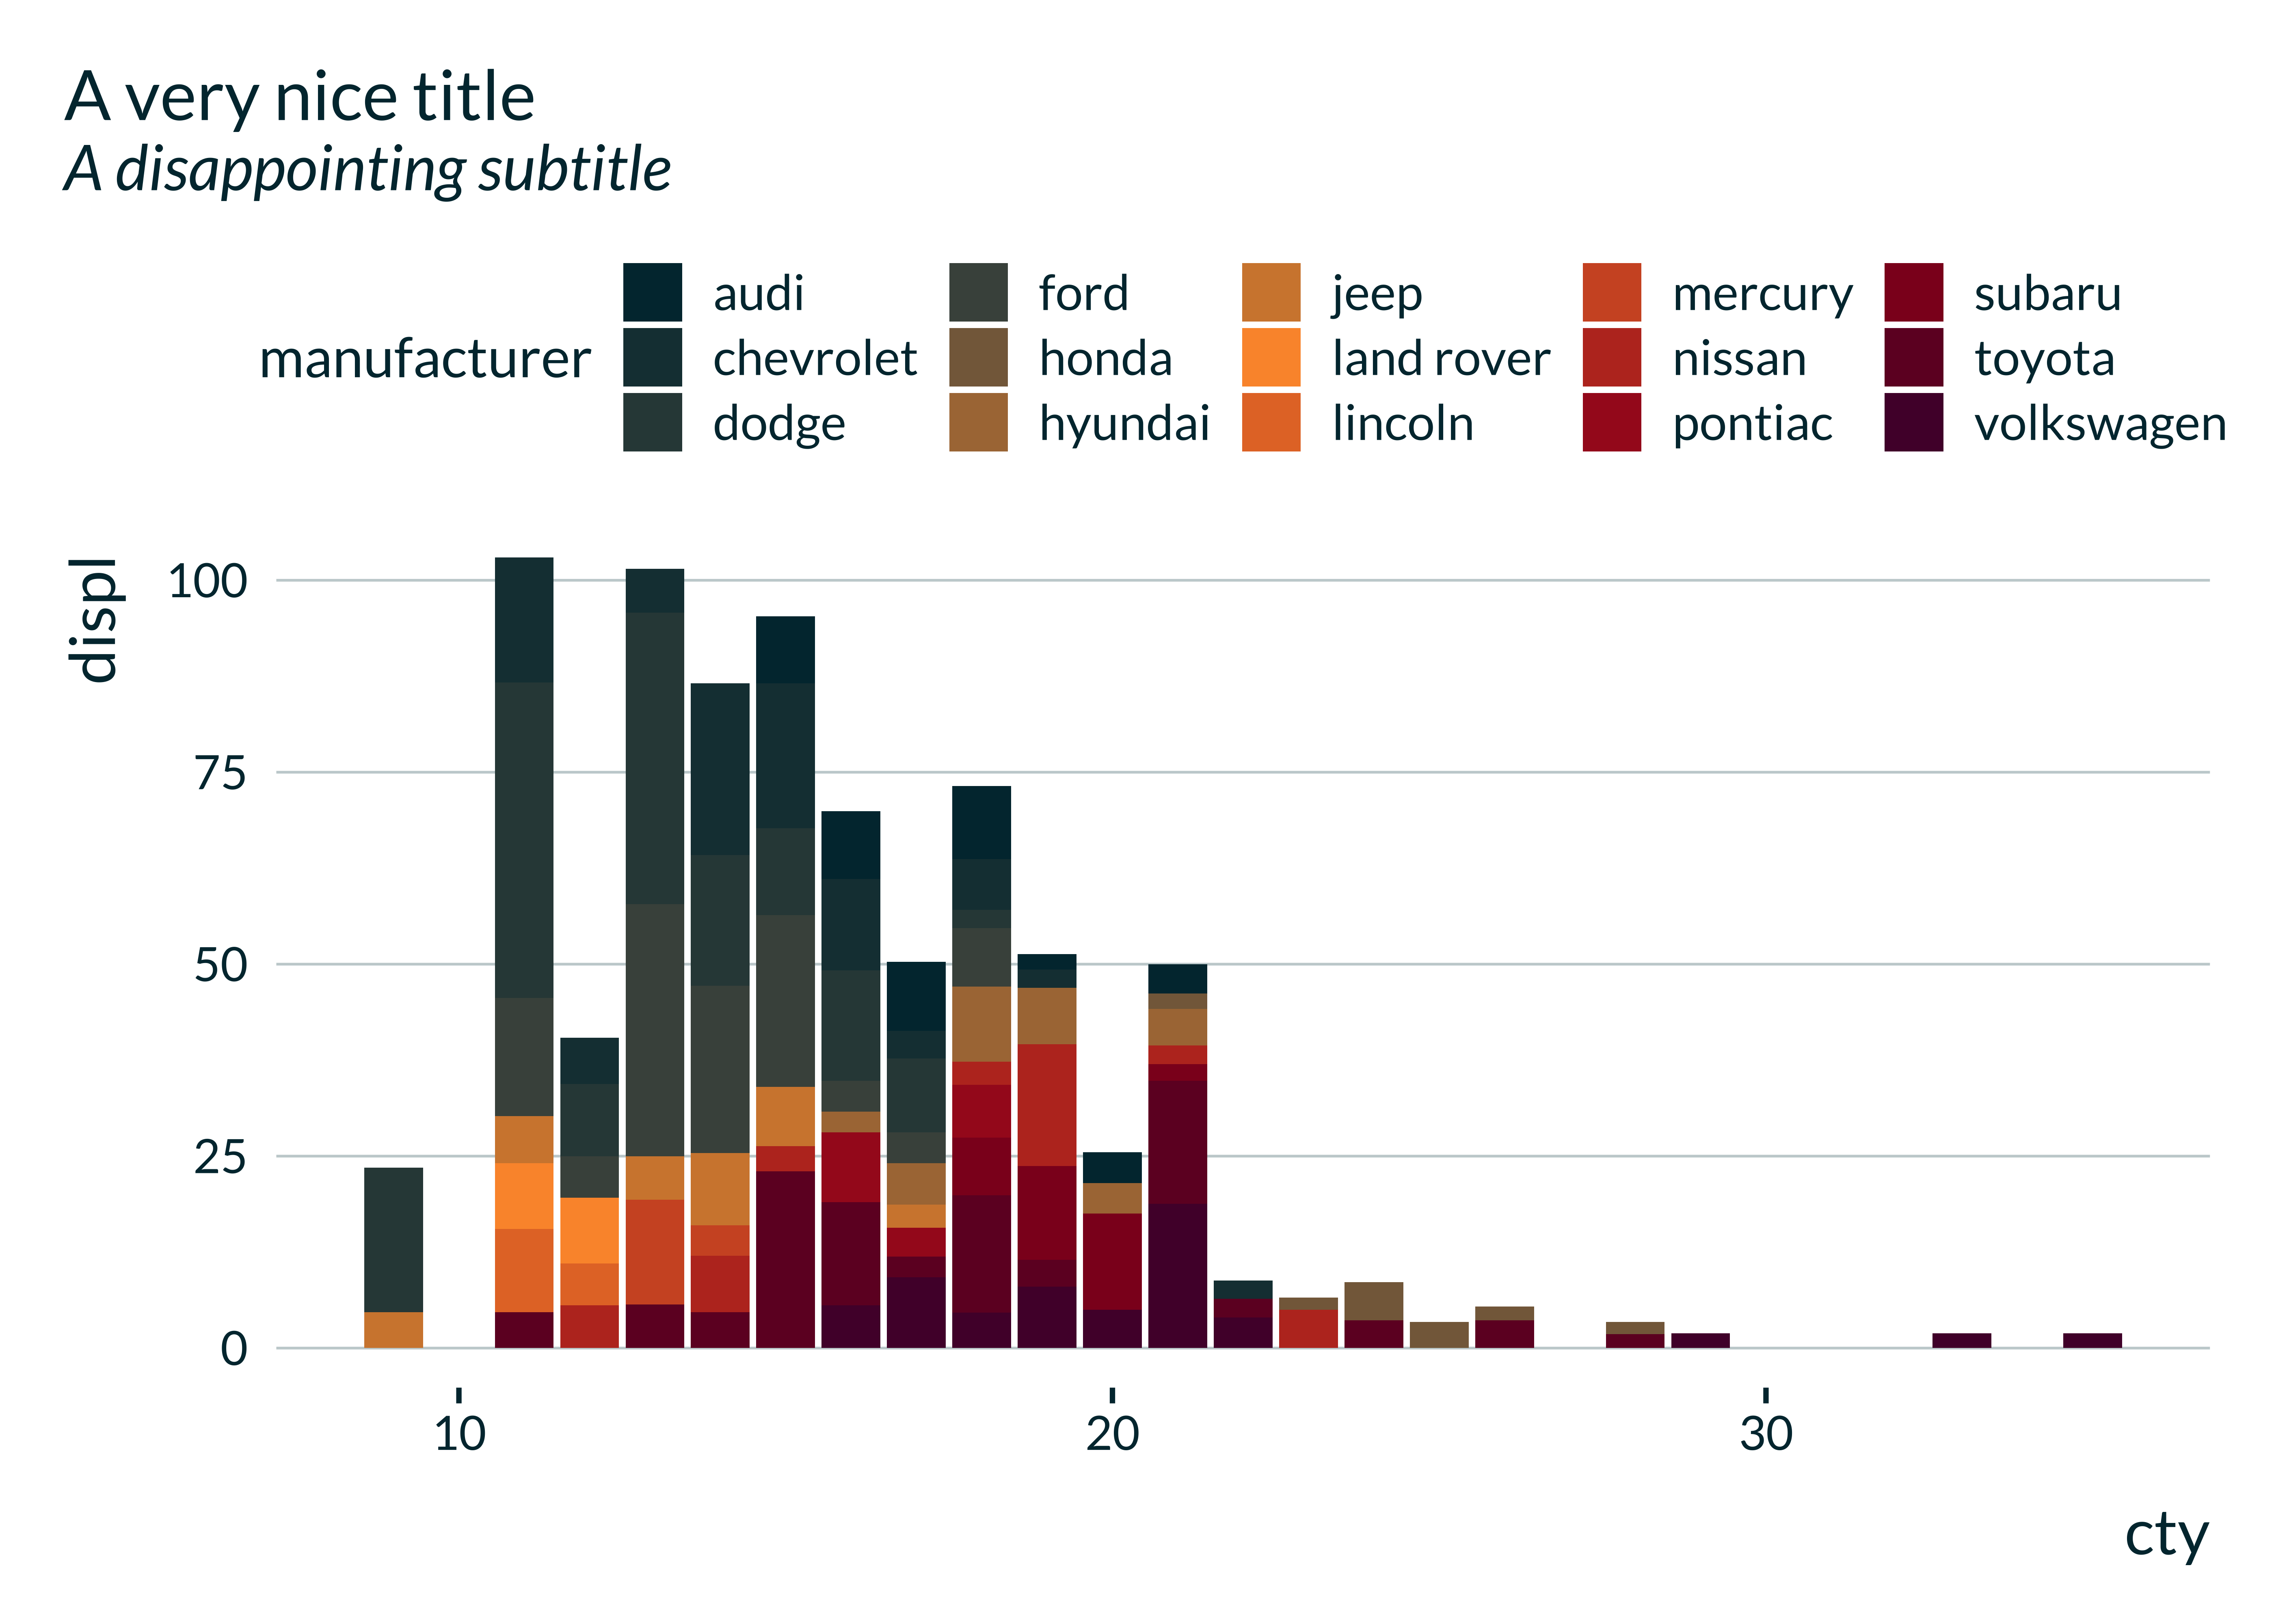 A very nice title
A disappointing subtitle
manufacturer
audi
chevrolet
dodge
ford
honda
hyundai
jeep
land rover
lincoln
mercury
nissan
pontiac
subaru
toyota
volkswagen
displ
100
75
50
25
0
10
20
30
cty